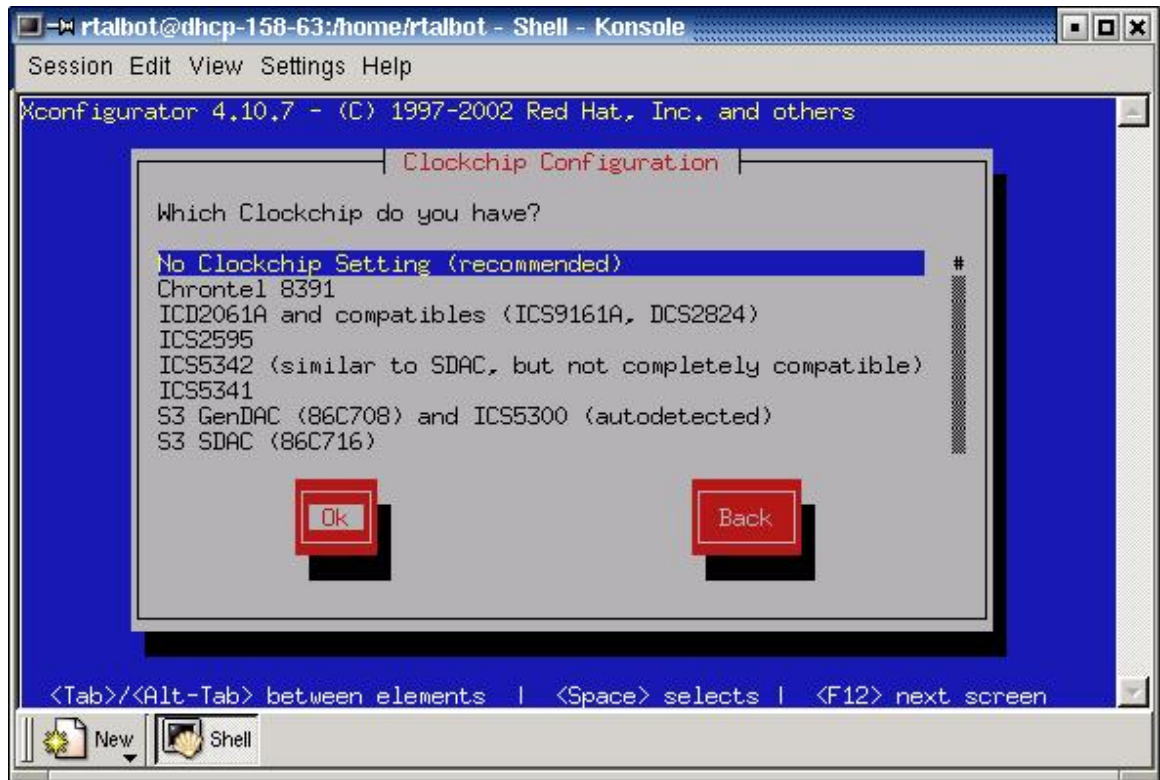 rtalbot@dhcp-158-63:/home/rtalbot - Shell - Konsole
Session Edit View Settings Help
Xconfigurator 4.10.7 - (C) 1997-2002 Red Hat, Inc. and others
Clockchip Configuration
Which Clockchip do you have?
No Clockchip Setting (recommended) #
Chrontel 8391
ICD2061A and compatibles (ICS9161A, DCS2824)
ICS2595
ICS5342 (similar to SDAC, but not completely compatible)
ICS5341
S3 GenDAC (86C708) and ICS5300 (autodetected)
S3 SDAC (86C716)
Ok Back
<Tab>/<Alt-Tab> between elements | <Space> selects | <F12> next screen
New Shell